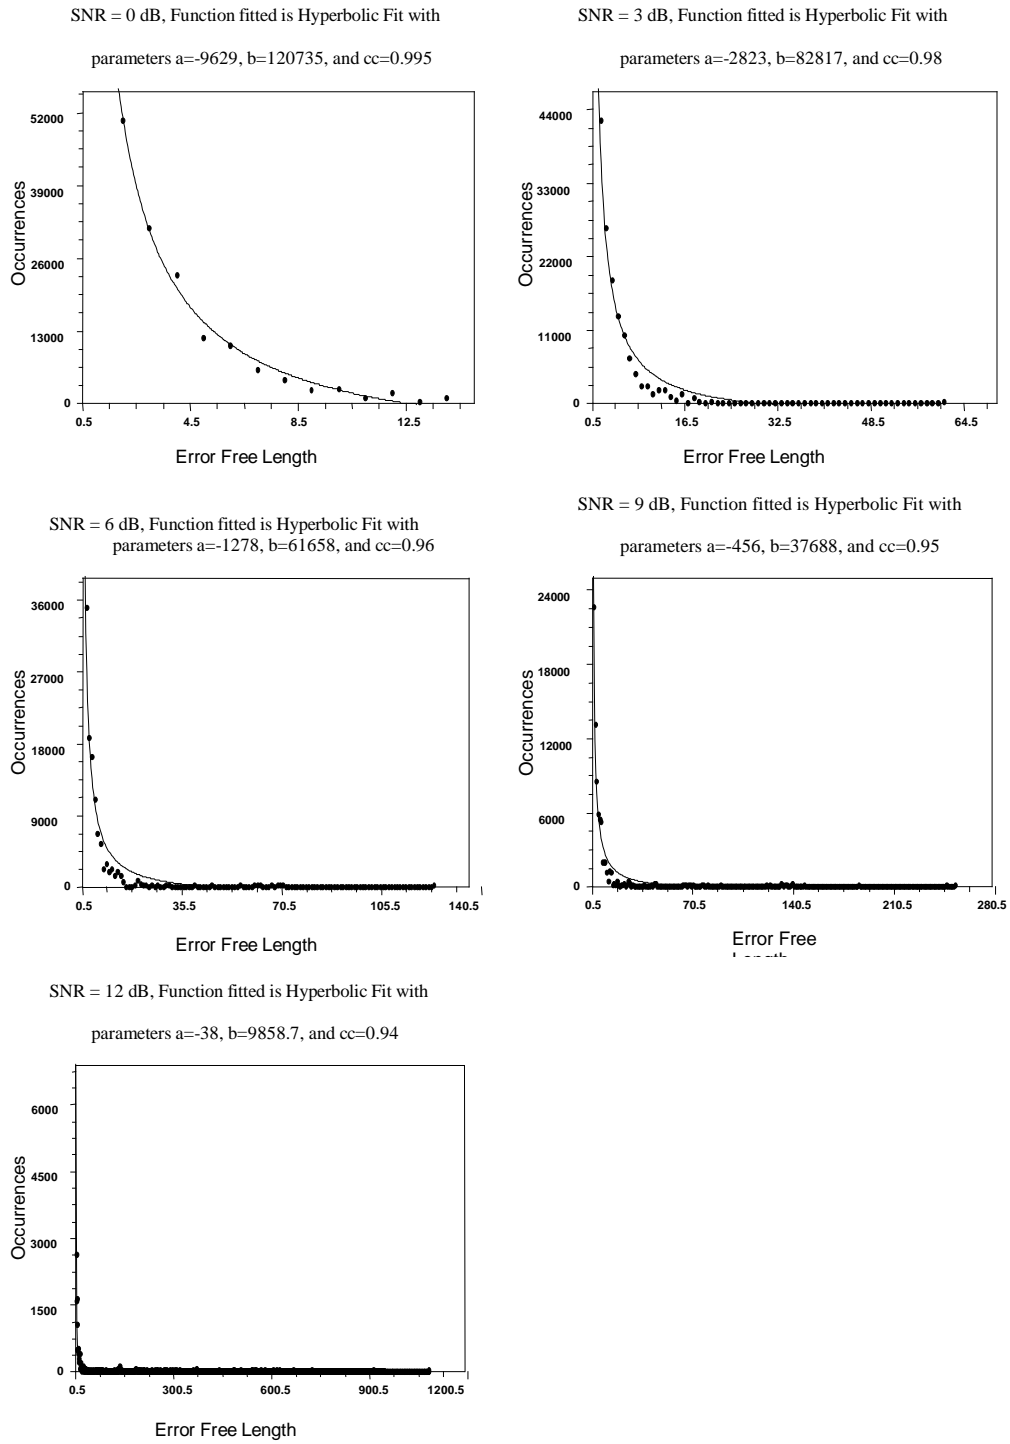 SNR = 0 dB, Function fitted is Hyperbolic Fit with
parameters a=-9629, b=120735, and cc=0.995
52000
39000
26000
13000
0
Occurrences
0.5 4.5 8.5 12.5
Error Free Length
SNR = 3 dB, Function fitted is Hyperbolic Fit with
parameters a=-2823, b=82817, and cc=0.98
44000
33000
22000
11000
0
Occurrences
0.5 16.5 32.5 48.5 64.5
Error Free Length
SNR = 6 dB, Function fitted is Hyperbolic Fit with
parameters a=-1278, b=61658, and cc=0.96
36000
27000
18000
9000
0
Occurrences
0.5 35.5 70.5 105.5 140.5
Error Free Length
SNR = 9 dB, Function fitted is Hyperbolic Fit with
parameters a=-456, b=37688, and cc=0.95
24000
18000
12000
6000
0
Occurrences
0.5 70.5 140.5 210.5 280.5
Error Free
SNR = 12 dB, Function fitted is Hyperbolic Fit with
parameters a=-38, b=9858.7, and cc=0.94
6000
4500
3000
1500
0
Occurrences
0.5 300.5 600.5 900.5 1200.5
Error Free Length